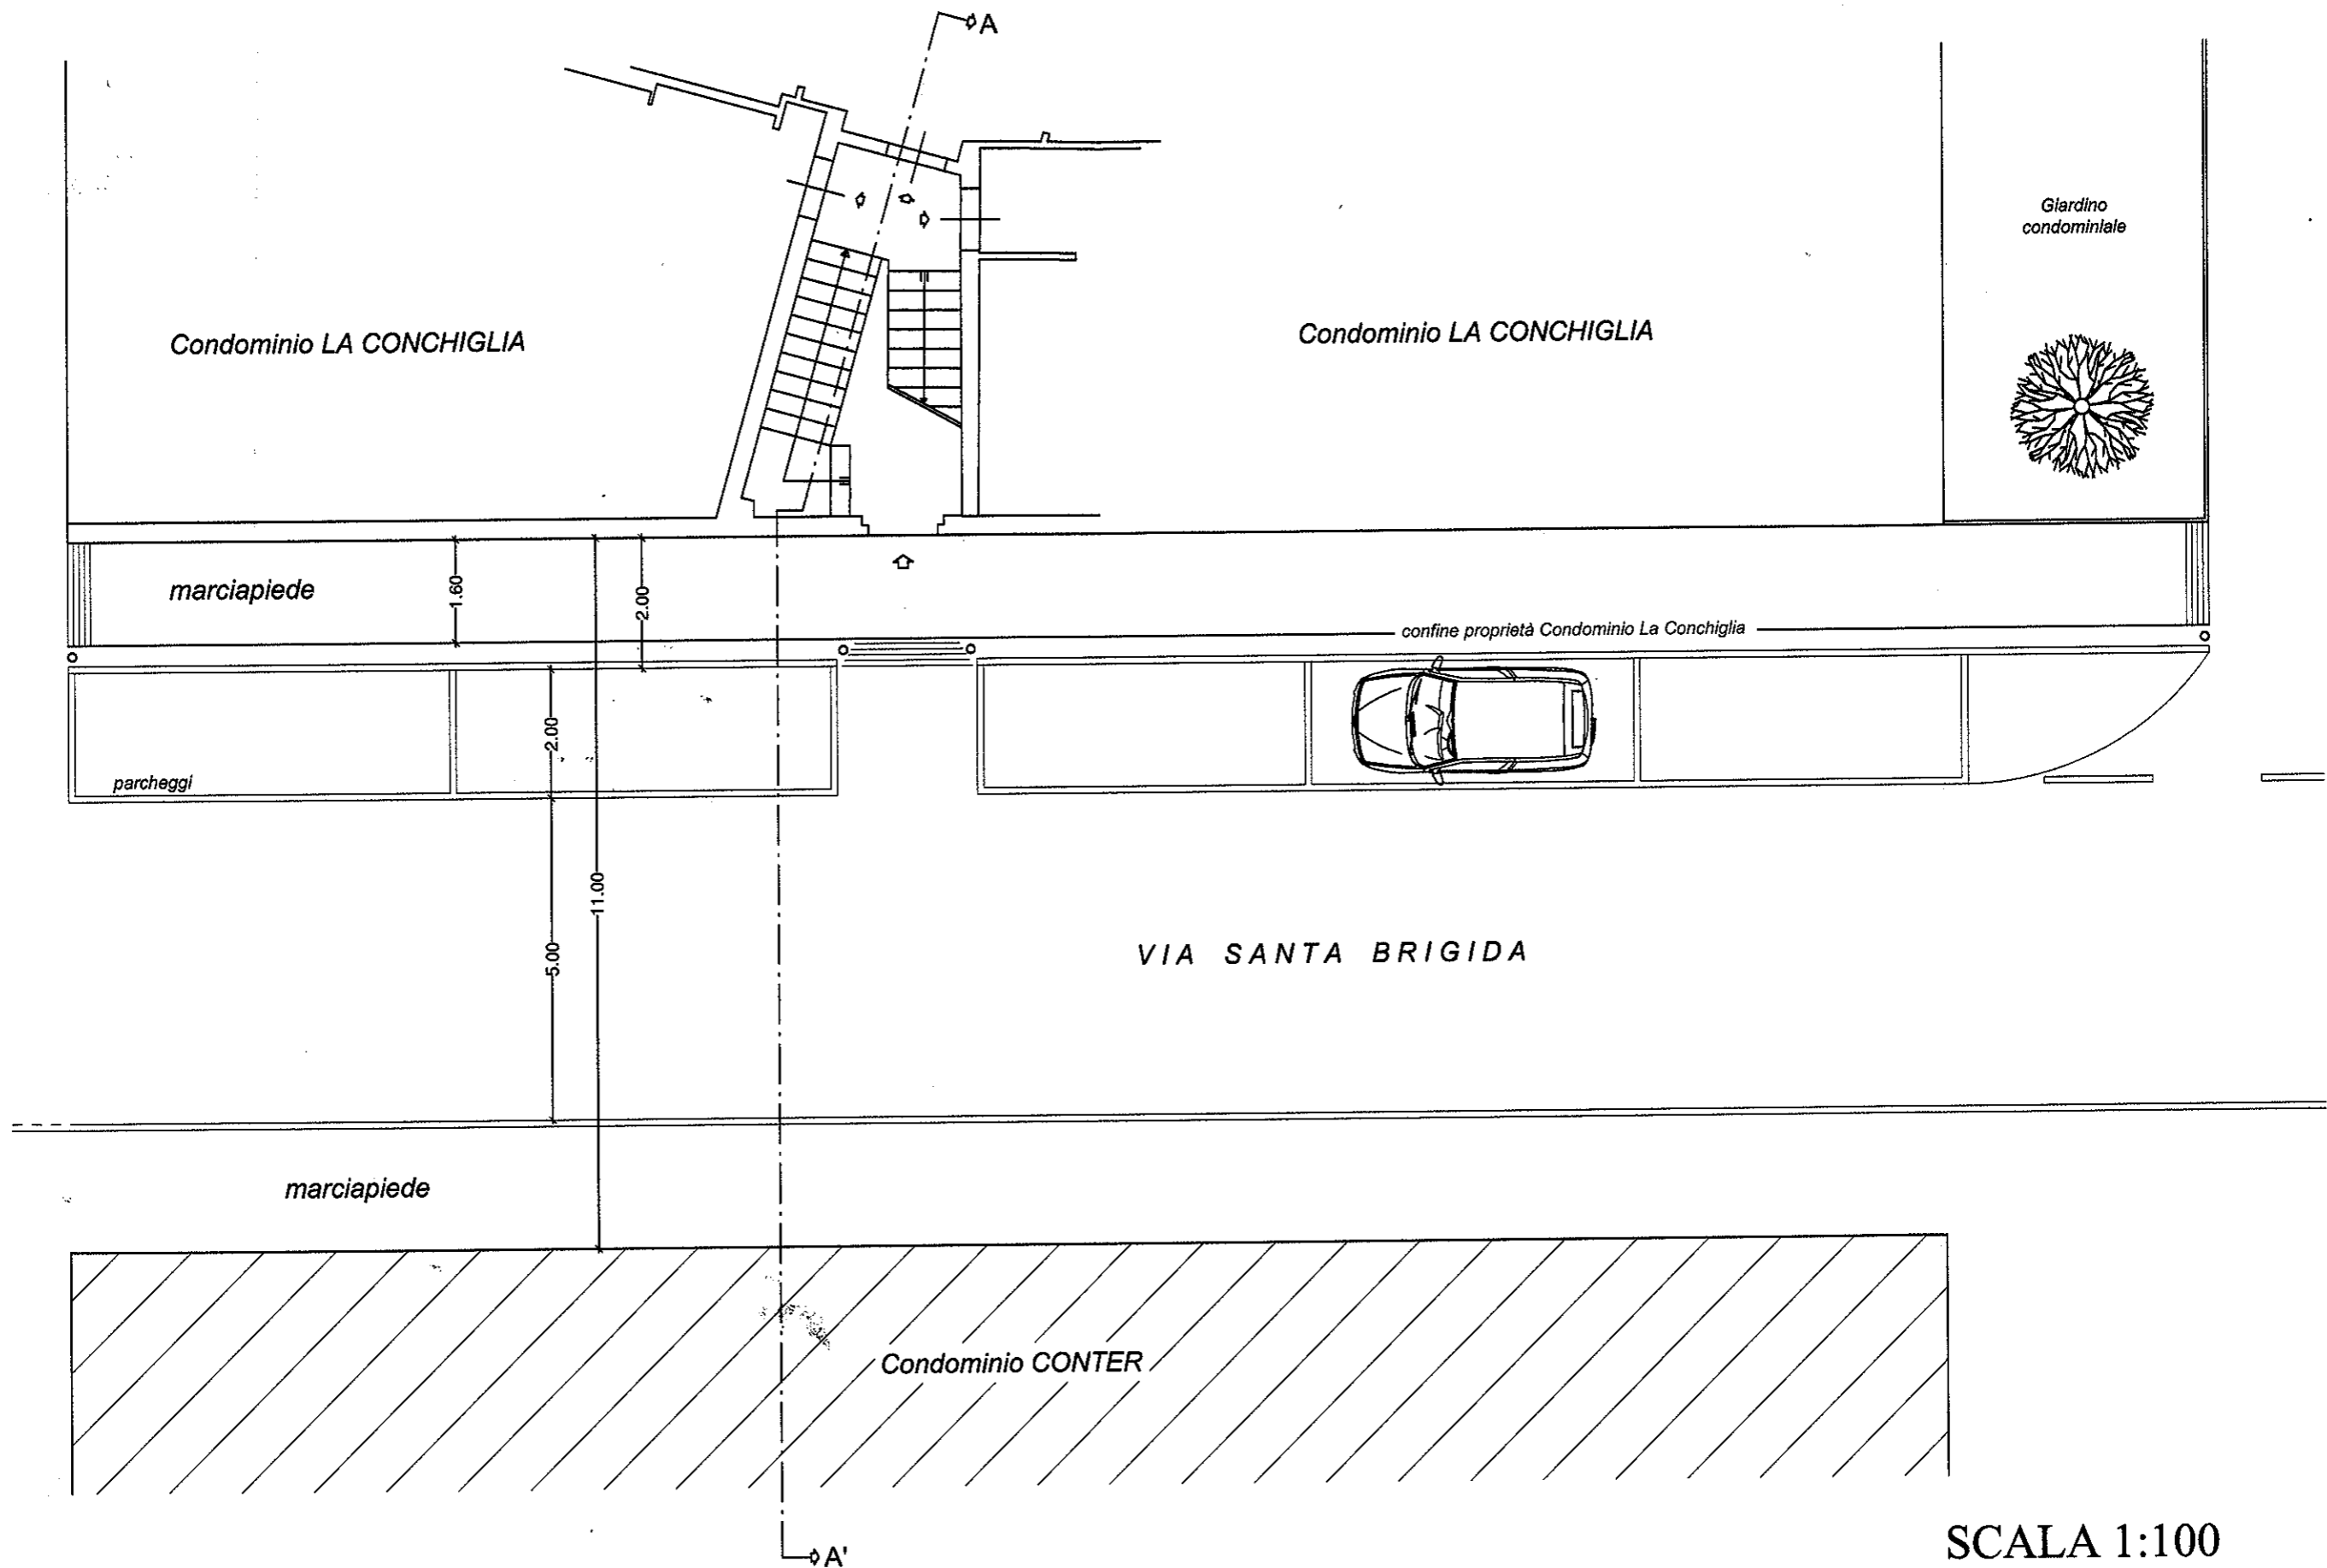 A
Giardino
condominiale
Condominio LA CONCHIGLIA
Condominio LA CONCHIGLIA
marciapiede
1.60
2.00
confine proprietà Condominio La Conchiglia
2.00
parcheggi
11.00
5.00
VIA SANTA BRIGIDA
marciapiede
Condominio CONTER
SCALA 1:100
A'